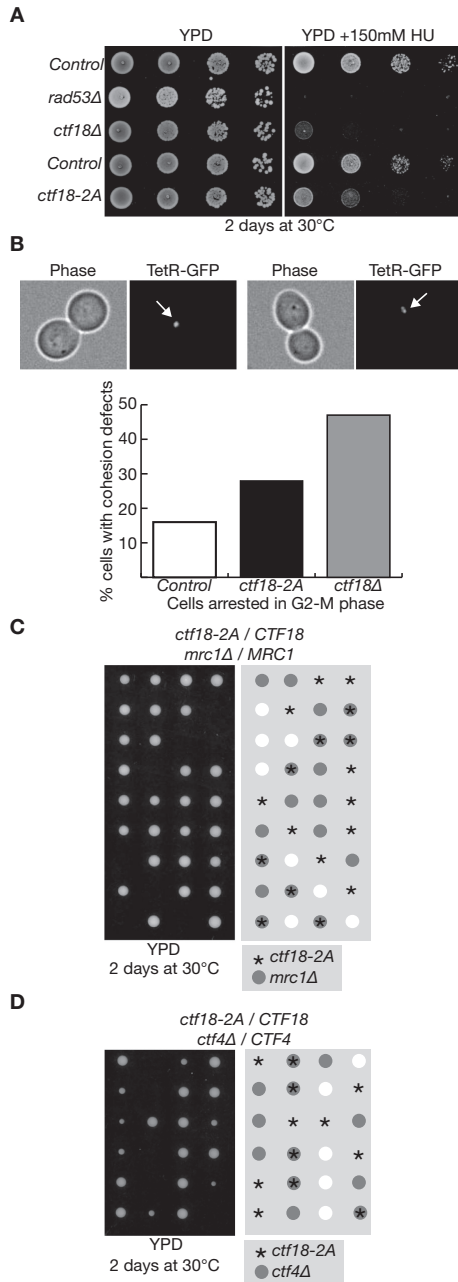 A
YPD YPD +150mM HU
Control
rad53Δ
ctf18Δ
Control
ctf18-2A
2 days at 30°C
B
Phase TetR-GFP Phase TetR-GFP
% cells with cohesion defects
50
40
30
20
10
Control ctf18-2A ctf18Δ
Cells arrested in G2-M phase
C
ctf18-2A / CTF18
mrc1Δ / MRC1
YPD
2 days at 30°C
* ctf18-2A
mrc1Δ
D
ctf18-2A / CTF18
ctf4Δ / CTF4
YPD
2 days at 30°C
* ctf18-2A
ctf4Δ